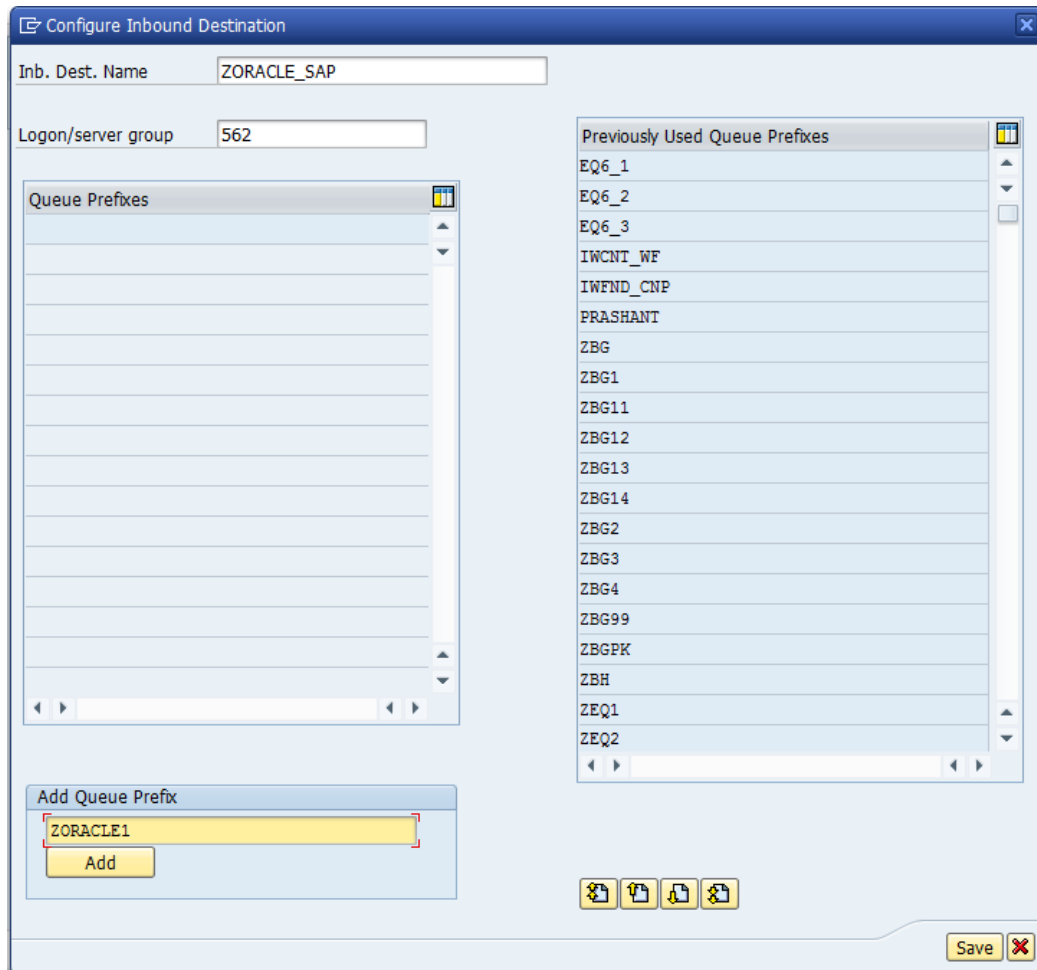 Configure Inbound Destination
Inb. Dest. Name ZORACLE_SAP
Logon/server group 562
Queue Prefixes
Previously Used Queue Prefixes
EQ6_1
EQ6_2
EQ6_3
IWCNT_WF
IWFND_CNP
PRASHANT
ZBG
ZBG1
ZBG11
ZBG12
ZBG13
ZBG14
ZBG2
ZBG3
ZBG4
ZBG99
ZBGPK
ZBH
ZEQ1
ZEQ2
Add Queue Prefix
ZORACLE1
Add
Save